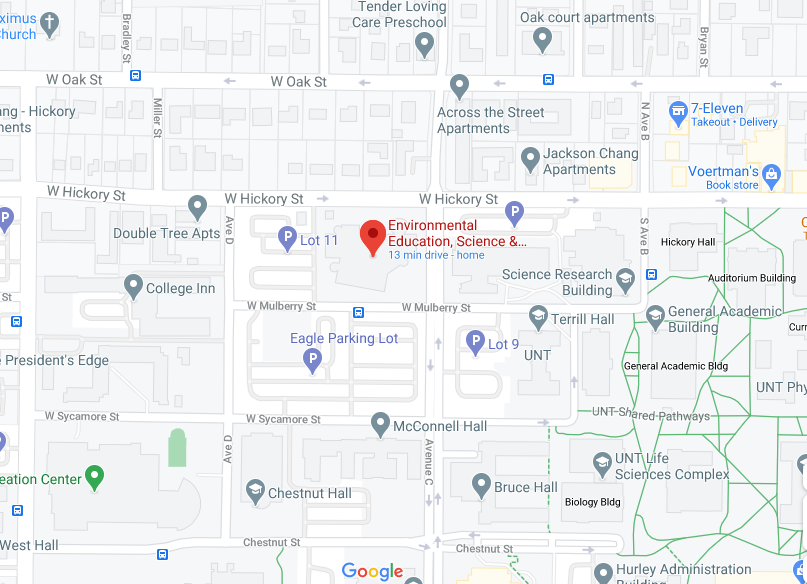 Tender Loving
Care Preschool
Oak court apartments
ximus
Church
Bradley St
Bryan St
W Oak St
W Oak St
ang - Hickory
ments
Miller St
Across the Street
Apartments
N Ave B
7-Eleven
Takeout • Delivery
Jackson Chang
Apartments
Voertman's
Book store
W Hickory St
W Hickory St
W Hickory St
P
P
P
Double Tree Apts
Ave D
Lot 11
Environmental
Education, Science &...
13 min drive - home
S Ave B
Hickory Hall
Science Research
Building
Auditorium Building
College Inn
St
W Mulberry St
W Mulberry St
Terrill Hall
General Academic
Building
Curr
Eagle Parking Lot
P
P
Lot 9
UNT
e President's Edge
General Academic Bldg
UNT Phy
W Sycamore St
W Sycamore St
McConnell Hall
UNT-Shared Pathways
Ave D
Avenue C
eation Center
Chestnut Hall
Bruce Hall
UNT Life
Sciences Complex
Biology Bldg
West Hall
Chestnut St
Chestnut St
Google
Hurley Administration
Building